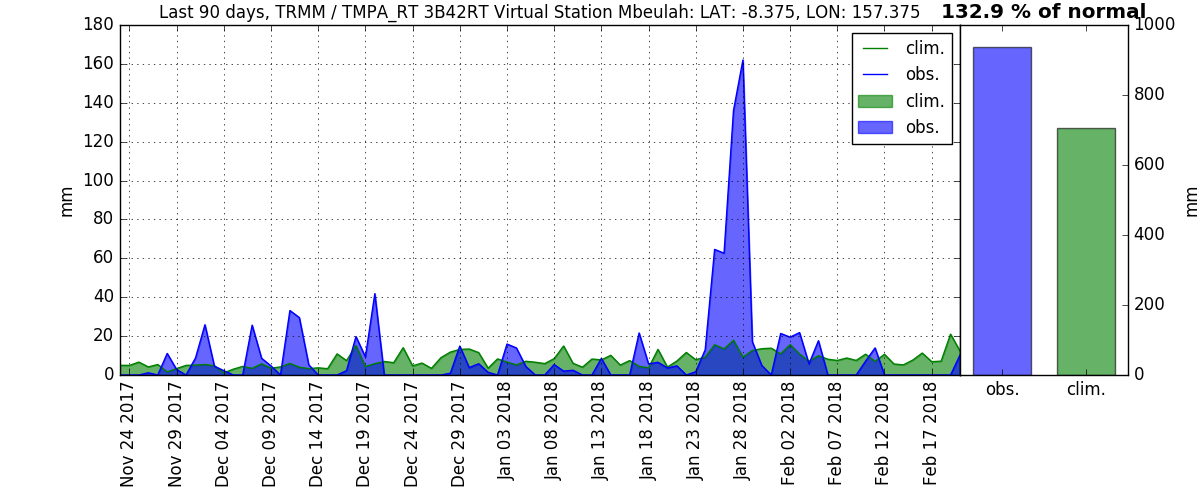 Last 90 days, TRMM / TMPA_RT 3B42RT Virtual Station Mbeulah: LAT: -8.375, LON: 157.375
132.9 % of normal
180
160
140
120
100
80
60
40
20
0
mm
clim.
obs.
clim.
obs.
1000
800
600
400
200
0
mm
obs.
clim.
Nov 24 2017
Nov 29 2017
Dec 04 2017
Dec 09 2017
Dec 14 2017
Dec 19 2017
Dec 24 2017
Dec 29 2017
Jan 03 2018
Jan 08 2018
Jan 13 2018
Jan 18 2018
Jan 23 2018
Jan 28 2018
Feb 02 2018
Feb 07 2018
Feb 12 2018
Feb 17 2018